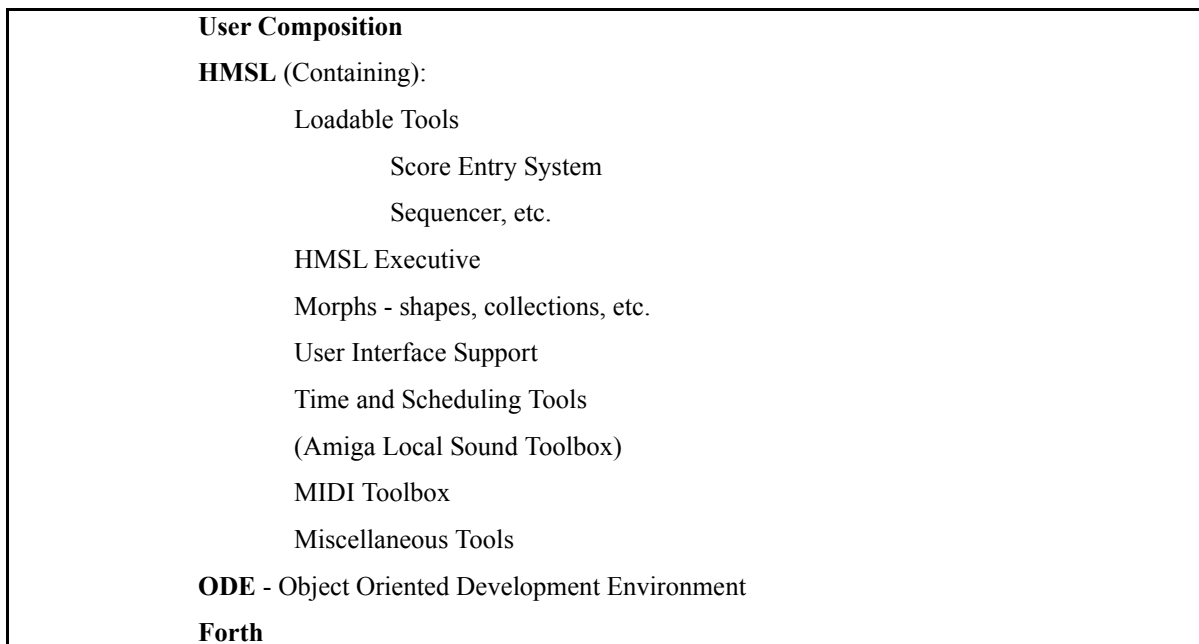 User Composition
HMSL (Containing):
Loadable Tools
Score Entry System
Sequencer, etc.
HMSL Executive
Morphs - shapes, collections, etc.
User Interface Support
Time and Scheduling Tools
(Amiga Local Sound Toolbox)
MIDI Toolbox
Miscellaneous Tools
ODE - Object Oriented Development Environment
Forth